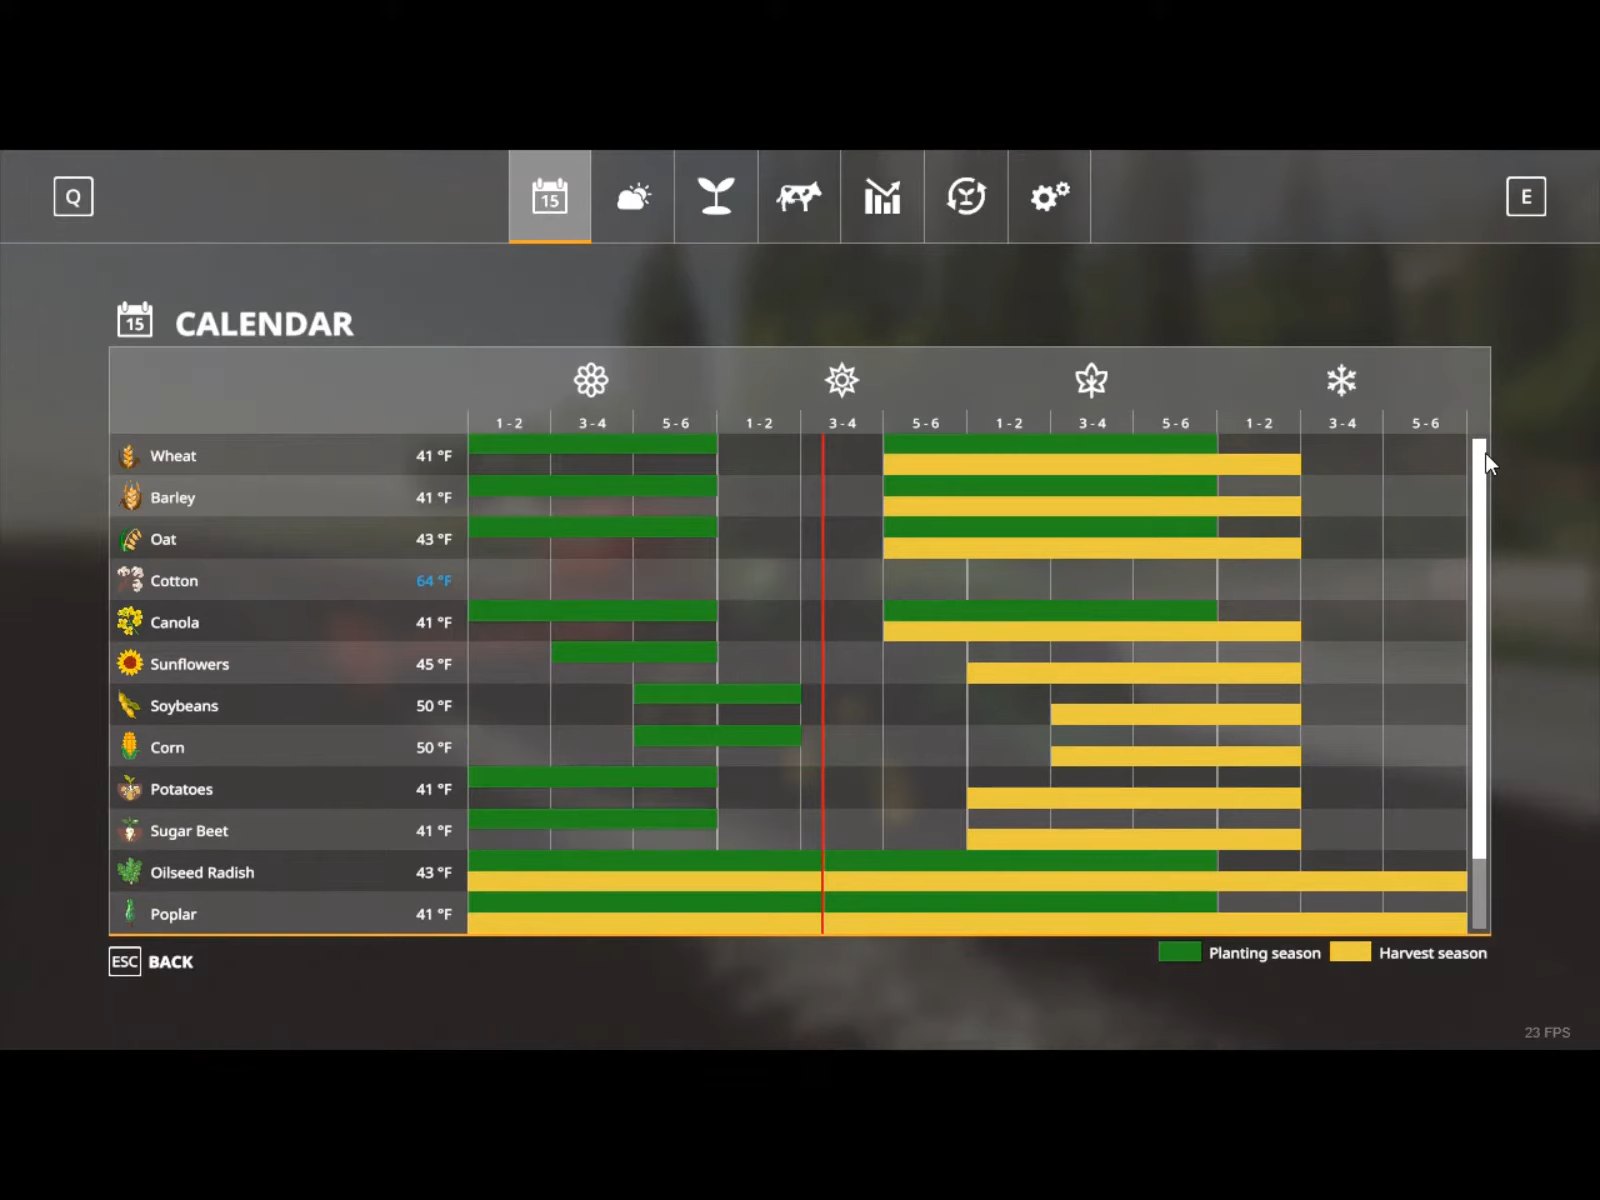 Q
15
E
15 CALENDAR
1 - 2 3 - 4 5 - 6 1 - 2 3 - 4 5 - 6 1 - 2 3 - 4 5 - 6 1 - 2 3 - 4 5 - 6
Wheat 41 °F
Barley 41 °F
Oat 43 °F
Cotton 64 °F
Canola 41 °F
Sunflowers 45 °F
Soybeans 50 °F
Corn 50 °F
Potatoes 41 °F
Sugar Beet 41 °F
Oilseed Radish 43 °F
Poplar 41 °F
ESC BACK
Planting season Harvest season
23 FPS